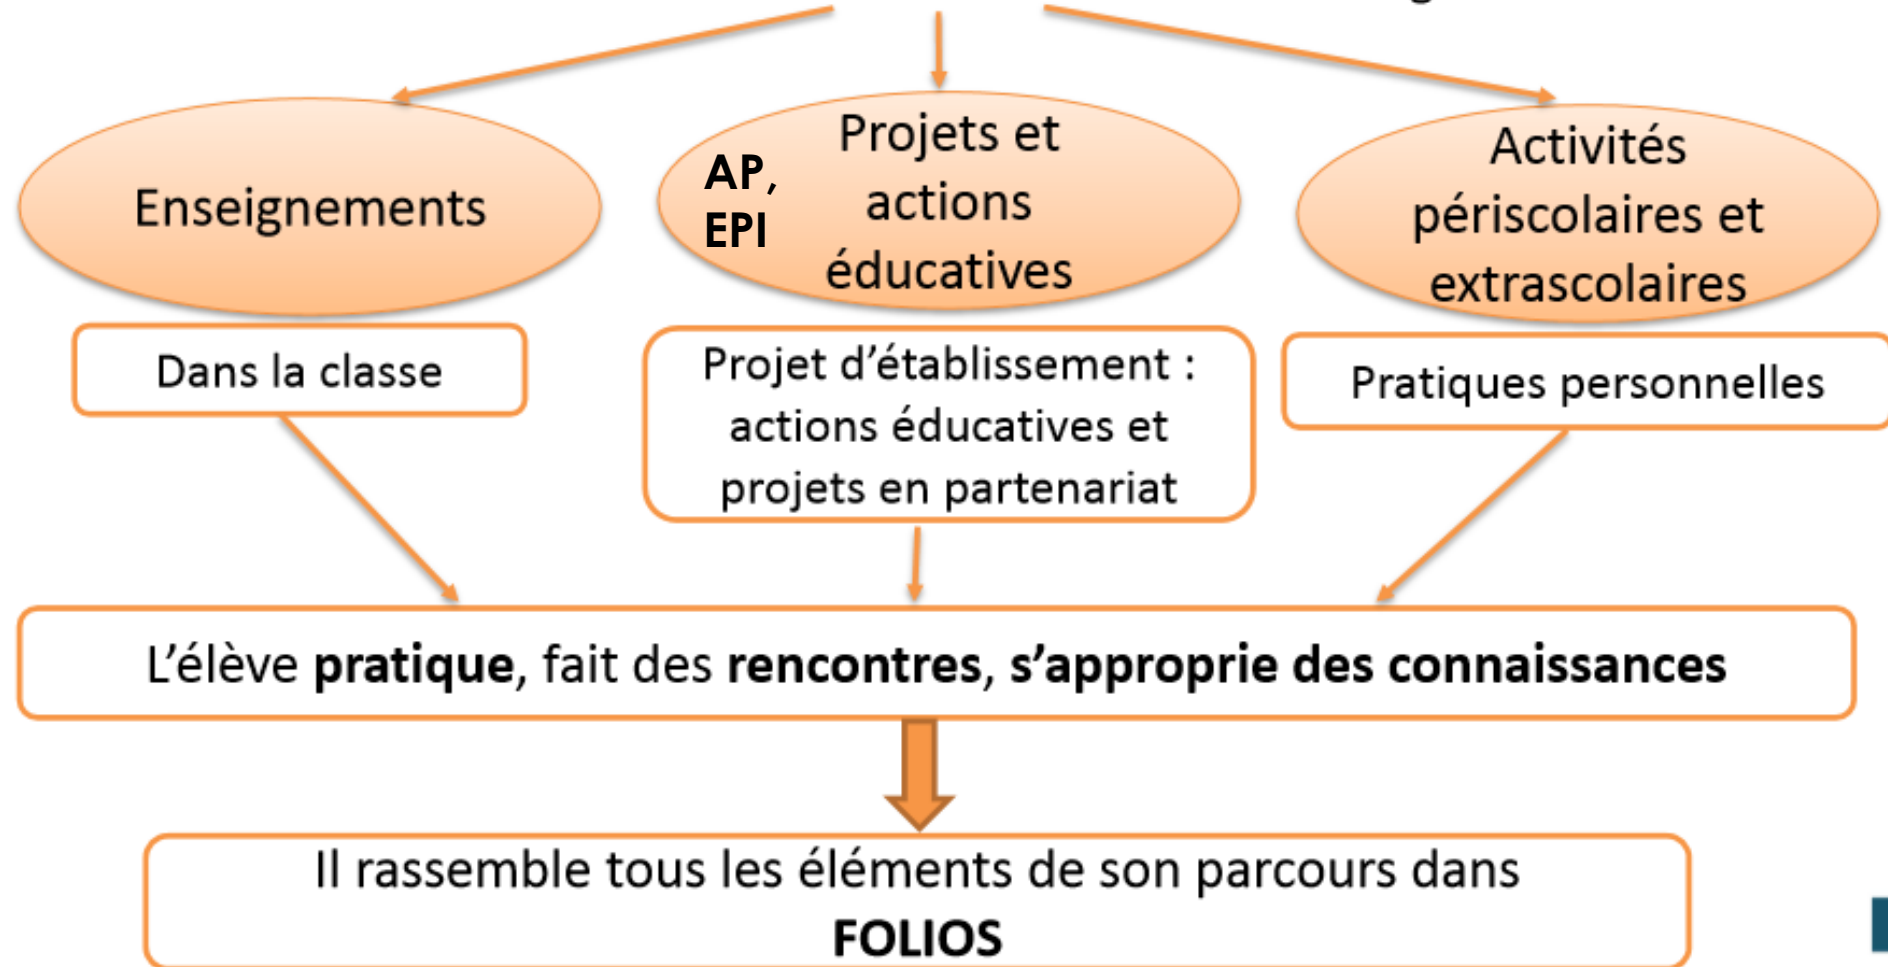 Enseignements
AP,
EPI
Projets et
actions
éducatives
Activités
périscolaires et
extrascolaires
Dans la classe
Projet d’établissement :
actions éducatives et
projets en partenariat
Pratiques personnelles
L’élève pratique, fait des rencontres, s’approprie des connaissances
Il rassemble tous les éléments de son parcours dans
FOLIOS